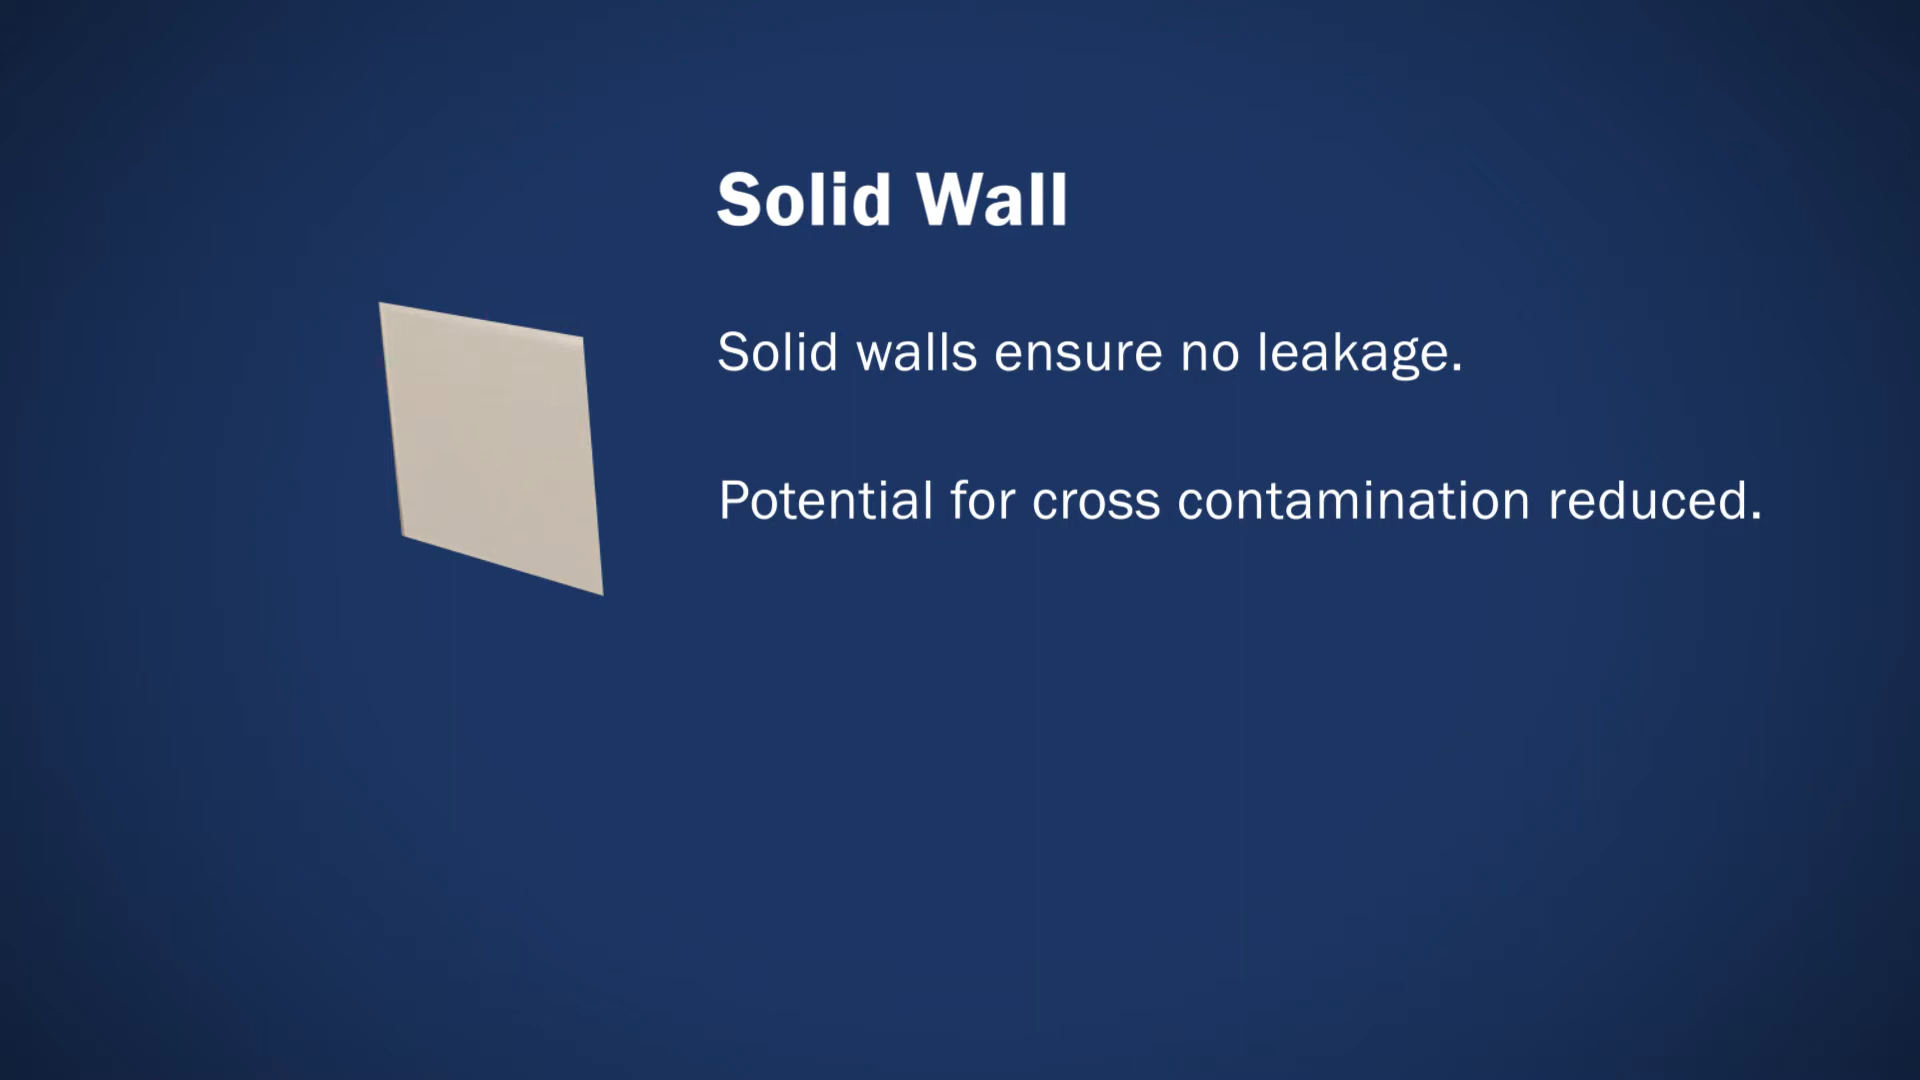 Solid Wall
Solid walls ensure no leakage.
Potential for cross contamination reduced.